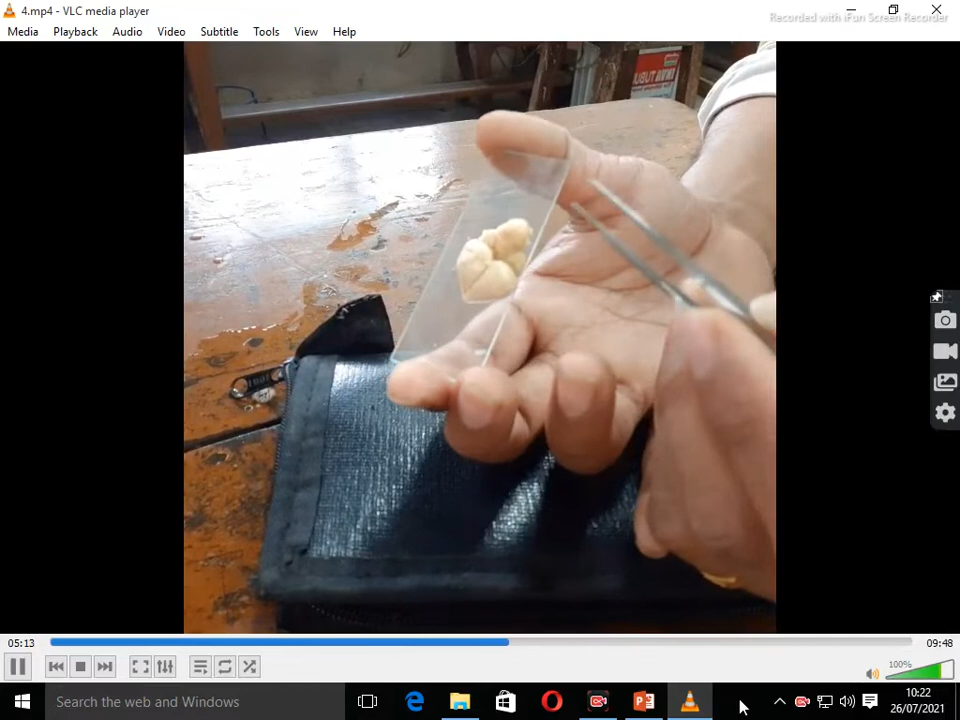 4.mp4 - VLC media player
Recorded with iFun Screen Recorder
Media Playback Audio Video Subtitle Tools View Help
05:13
09:48
100%
Search the web and Windows
10:22
26/07/2021